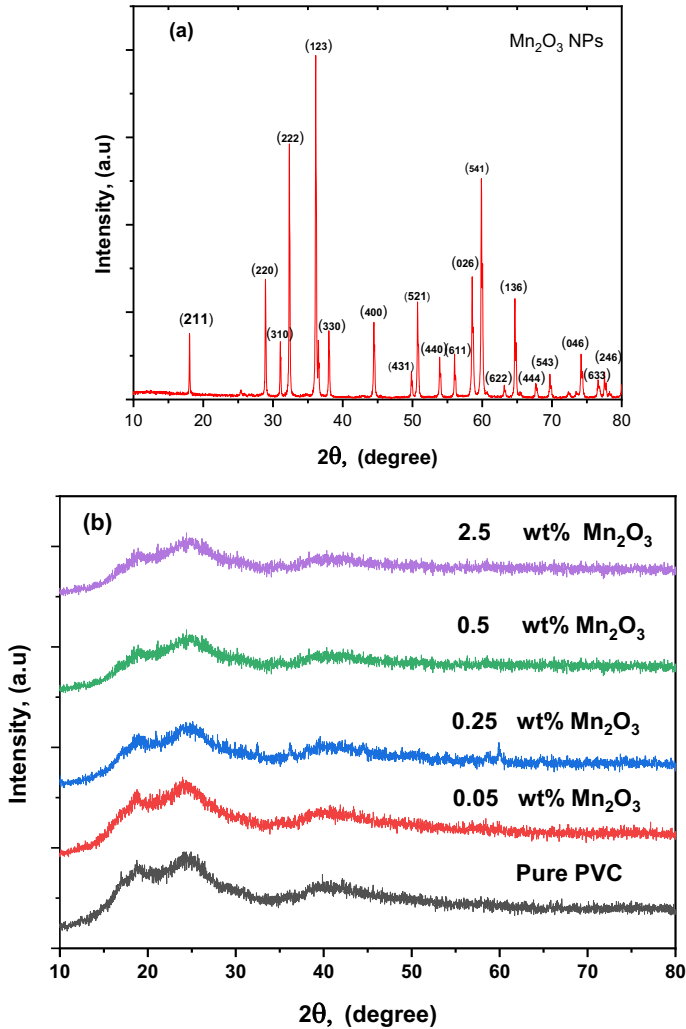 (a)
Mn₂O₃ NPs
(123)
(222)
(541)
(220)
(026)
(211)
(310)
(330)
(400)
(521)
(136)
(431)
(440)
(611)
(622)
(444)
(543)
(046)
(633)
(246)
Intensity, (a.u)
10 20 30 40 50 60 70 80
2θ, (degree)
(b)
2.5 wt% Mn₂O₃
0.5 wt% Mn₂O₃
0.25 wt% Mn₂O₃
0.05 wt% Mn₂O₃
Pure PVC
Intensity, (a.u)
10 20 30 40 50 60 70 80
2θ, (degree)